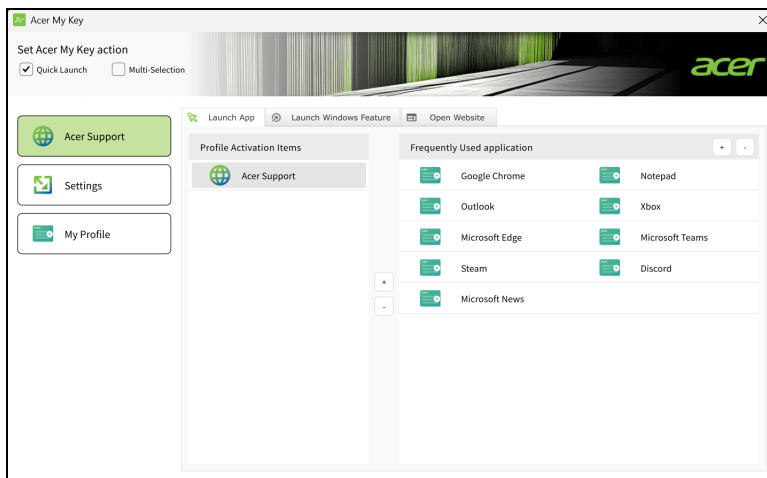 Acer My Key
Set Acer My Key action
Quick Launch Multi-Selection
acer
Acer Support
Settings
My Profile
Launch App Launch Windows Feature Open Website
Profile Activation Items
Acer Support
+
-
Frequently Used application + -
Google Chrome Notepad
Outlook Xbox
Microsoft Edge Microsoft Teams
Steam Discord
Microsoft News